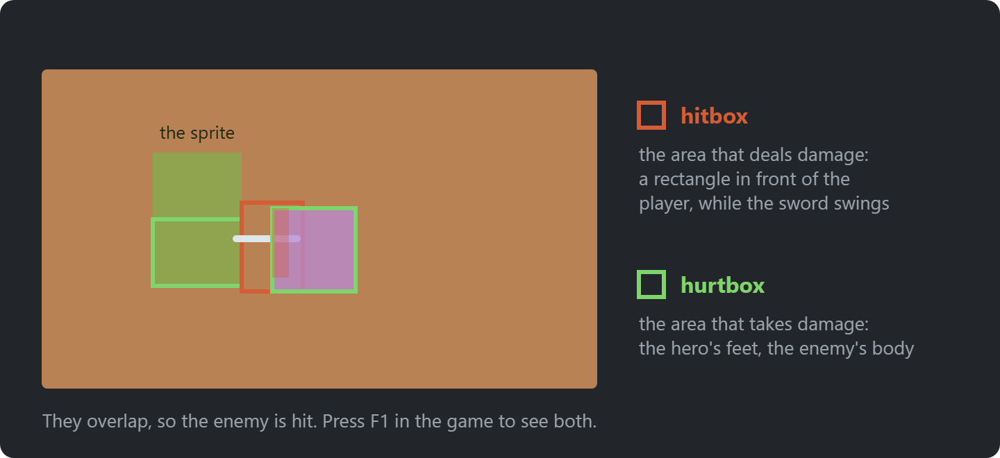 the sprite
hitbox
the area that deals damage:
a rectangle in front of the
player, while the sword swings
hurtbox
the area that takes damage:
the hero's feet, the enemy's body
They overlap, so the enemy is hit. Press F1 in the game to see both.